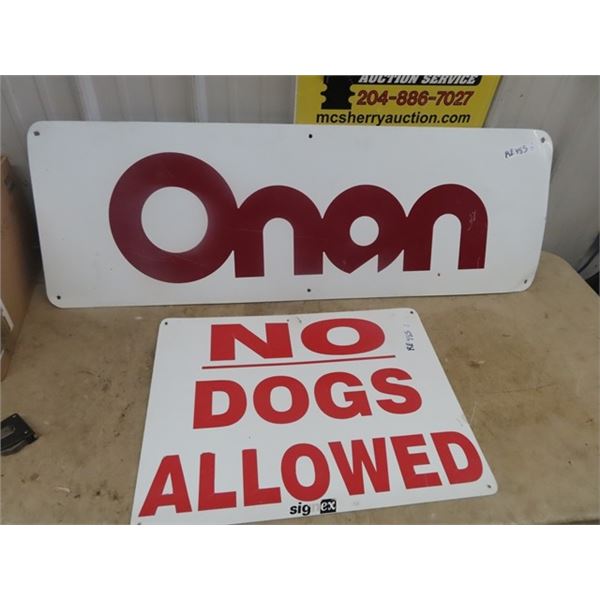 AUCTION SERVICE
204-886-7027
mcsherryauction.com
Onan
NO
DOGS
ALLOWED
signex